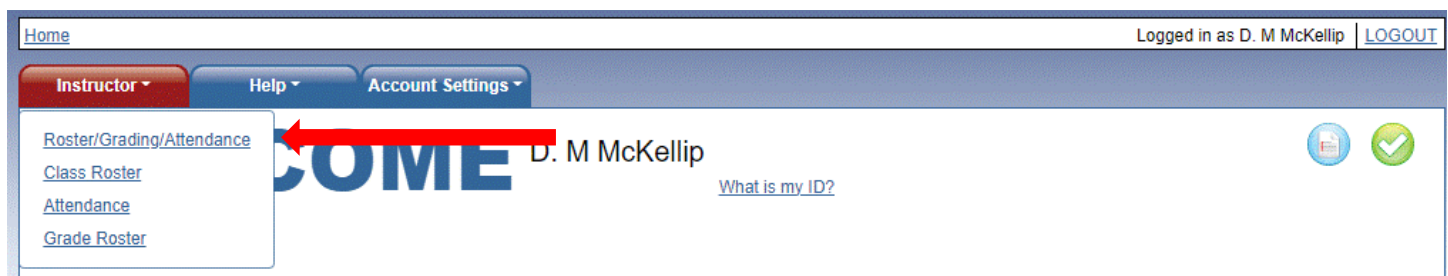 Home Logged in as D. M McKellip LOGOUT
Instructor Help Account Settings
Roster/Grading/Attendance
COME D. M McKellip
Class Roster
What is my ID?
Attendance
Grade Roster